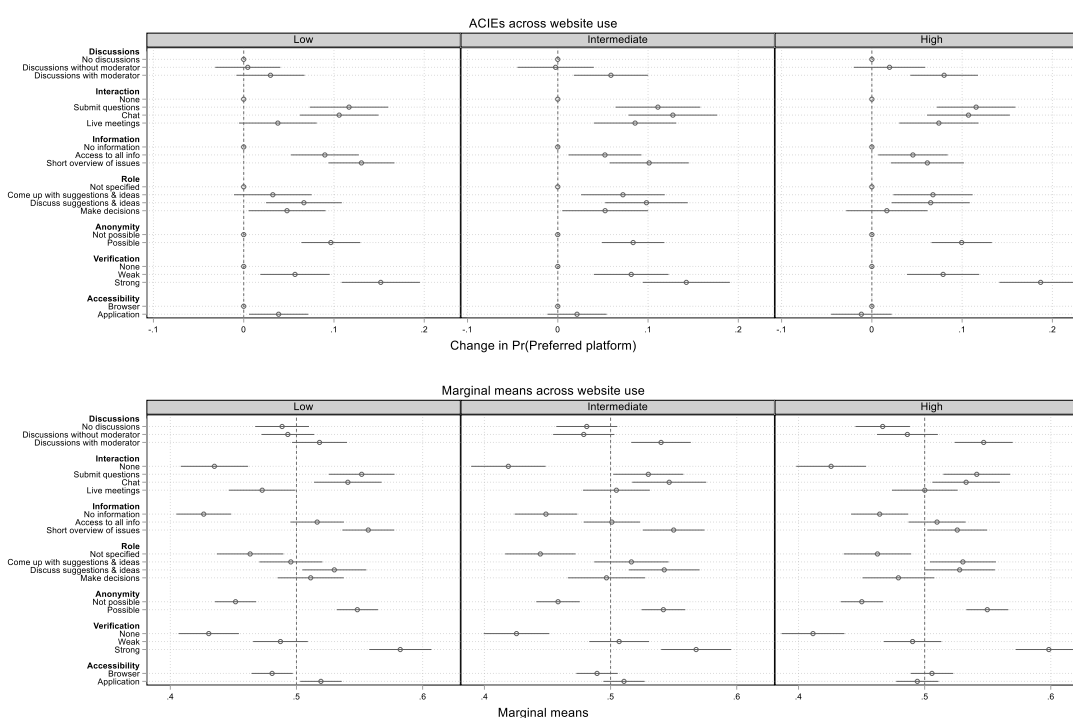 ACIEs across website use
Low Intermediate High
Discussions
No discussions
Discussions without moderator
Discussions with moderator
Interaction
None
Submit questions
Chat
Live meetings
Information
No information
Access to all info
Short overview of issues
Role
Not specified
Come up with suggestions & ideas
Discuss suggestions & ideas
Make decisions
Anonymity
Not possible
Possible
Verification
None
Weak
Strong
Accessibility
Browser
Application
-.1 0 .1 .2 -.1 0 .1 .2 -.1 0 .1 .2
Change in Pr(Preferred platform)
Marginal means across website use
Low Intermediate High
Discussions
No discussions
Discussions without moderator
Discussions with moderator
Interaction
None
Submit questions
Chat
Live meetings
Information
No information
Access to all info
Short overview of issues
Role
Not specified
Come up with suggestions & ideas
Discuss suggestions & ideas
Make decisions
Anonymity
Not possible
Possible
Verification
None
Weak
Strong
Accessibility
Browser
Application
.4 .5 .6 .4 .5 .6 .4 .5 .6
Marginal means